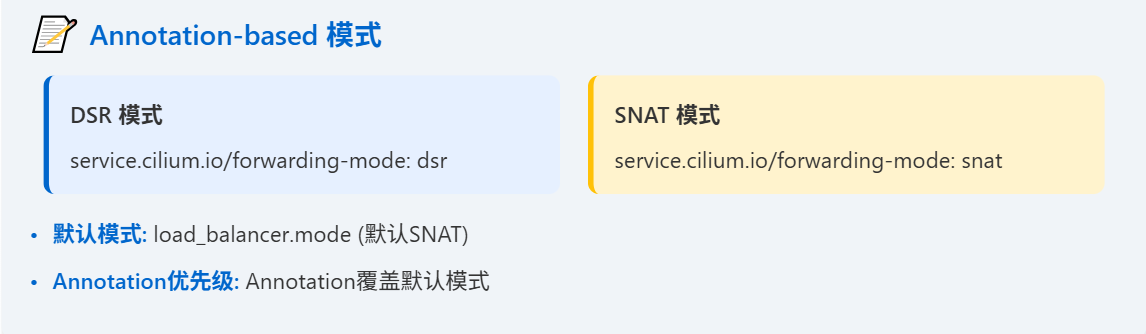 Annotation-based 模式
DSR 模式
service.cilium.io/forwarding-mode: dsr
SNAT 模式
service.cilium.io/forwarding-mode: snat
• 默认模式: load_balancer.mode (默认SNAT)
• Annotation优先级: Annotation覆盖默认模式